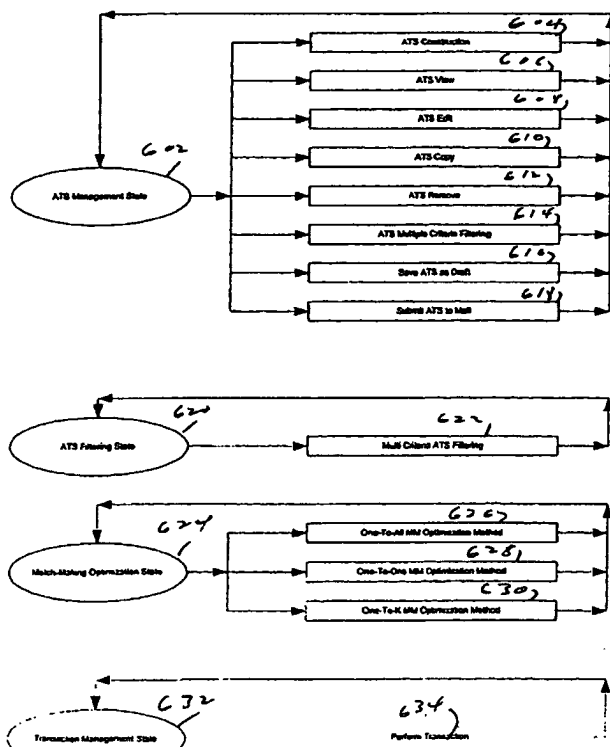 604
ATS Construction
606
ATS View
608
ATS Edit
602
610
ATS Copy
ATS Management State
612
ATS Remove
614
ATS Multiple Criteria Filtering
616
Save ATS as Draft
618
Submit ATS to Mall
620
622
ATS Filtering State
Multi Criteria ATS Filtering
624
626
One-To-All MM Optimization Method
628
Match-Making Optimization State
One-To-One MM Optimization Method
630
One-To-K MM Optimization Method
632
634
Transaction Management State
Perform Transaction